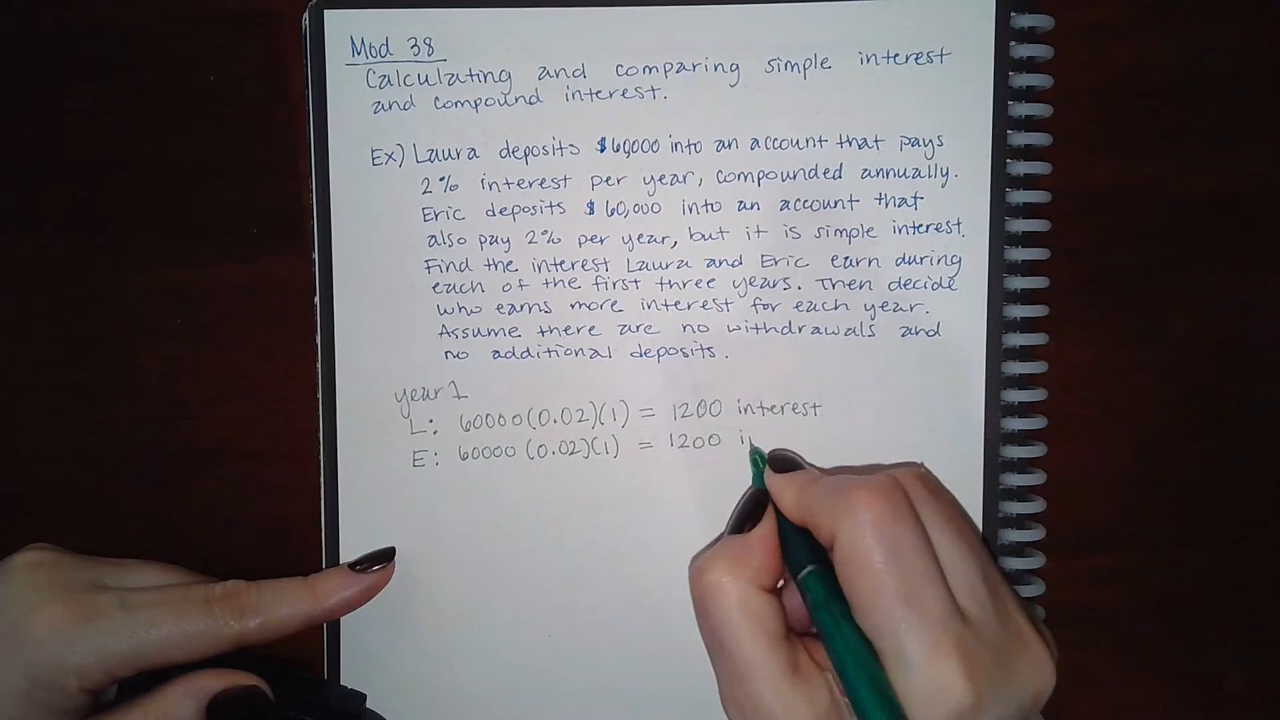 Mod 38
Calculating and comparing simple interest
and compound interest.
Ex) Laura deposits $60000 into an account that pays
2% interest per year, compounded annually.
Eric deposits $60,000 into an account that
also pay 2% per year, but it is simple interest.
Find the interest Laura and Eric earn during
each of the first three years. Then decide
who earns more interest for each year.
Assume there are no withdrawals and
no additional deposits.
year 1
L: 60000(0.02)(1) = 1200 interest
E: 60000(0.02)(1) = 1200 i